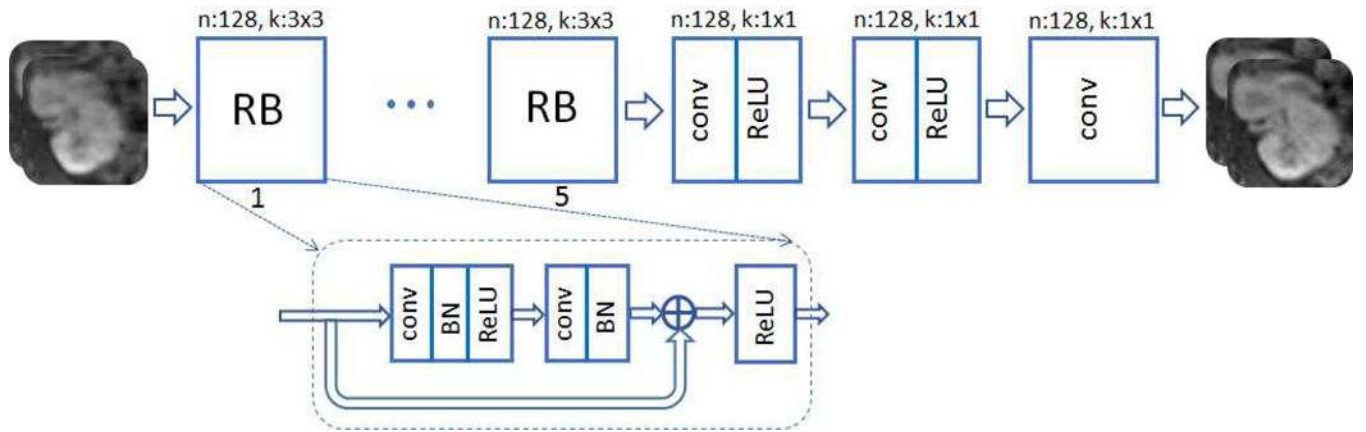 n:128, k:3x3
n:128, k:3x3
n:128, k:1x1
n:128, k:1x1
n:128, k:1x1
RB
...
RB
conv
ReLU
conv
ReLU
conv
1
5
conv
BN
ReLU
conv
BN
ReLU